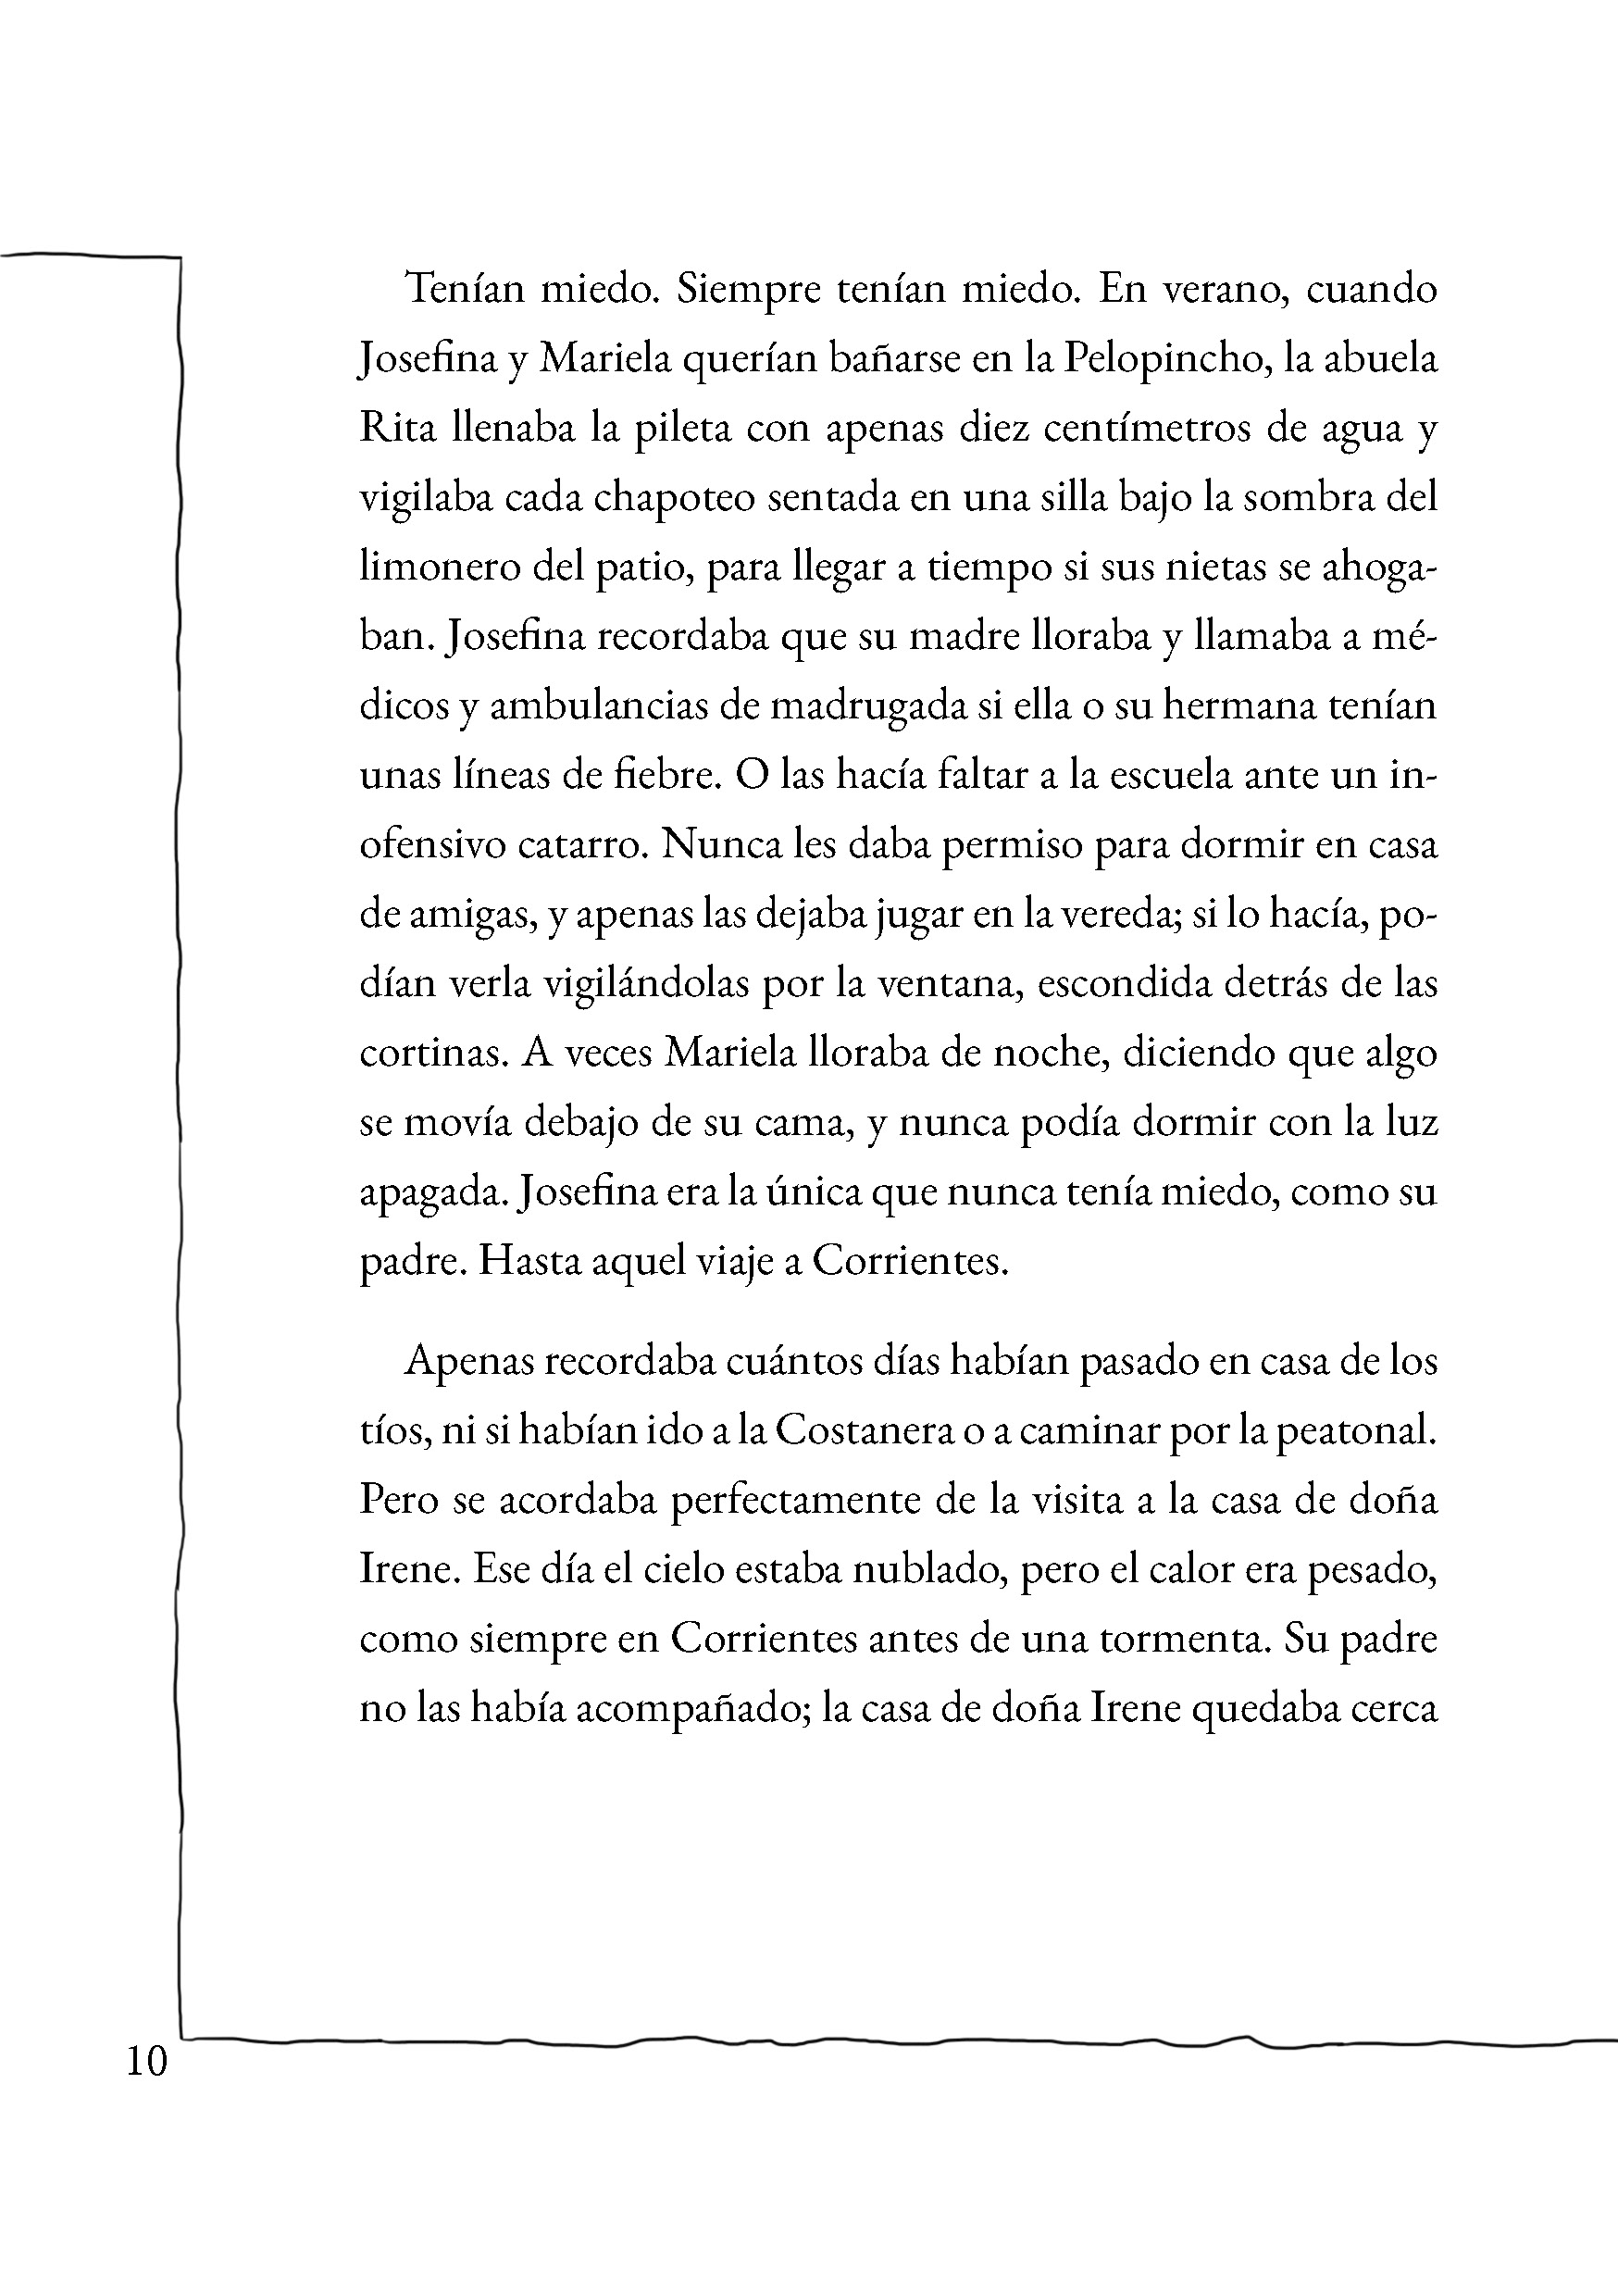 Tenían miedo. Siempre tenían miedo. En verano, cuando
Josefina y Mariela querían bañarse en la Pelopincho, la abuela
Rita llenaba la pileta con apenas diez centímetros de agua y
vigilaba cada chapoteo sentada en una silla bajo la sombra del
limonero del patio, para llegar a tiempo si sus nietas se ahoga-
ban. Josefina recordaba que su madre lloraba y llamaba a mé-
dicos y ambulancias de madrugada si ella o su hermana tenían
unas líneas de fiebre. O las hacía faltar a la escuela ante un in-
ofensivo catarro. Nunca les daba permiso para dormir en casa
de amigas, y apenas las dejaba jugar en la vereda; si lo hacía, po-
dían verla vigilándolas por la ventana, escondida detrás de las
cortinas. A veces Mariela lloraba de noche, diciendo que algo
se movía debajo de su cama, y nunca podía dormir con la luz
apagada. Josefina era la única que nunca tenía miedo, como su
padre. Hasta aquel viaje a Corrientes.
Apenas recordaba cuántos días habían pasado en casa de los
tíos, ni si habían ido a la Costanera o a caminar por la peatonal.
Pero se acordaba perfectamente de la visita a la casa de doña
Irene. Ese día el cielo estaba nublado, pero el calor era pesado,
como siempre en Corrientes antes de una tormenta. Su padre
no las había acompañado; la casa de doña Irene quedaba cerca
10